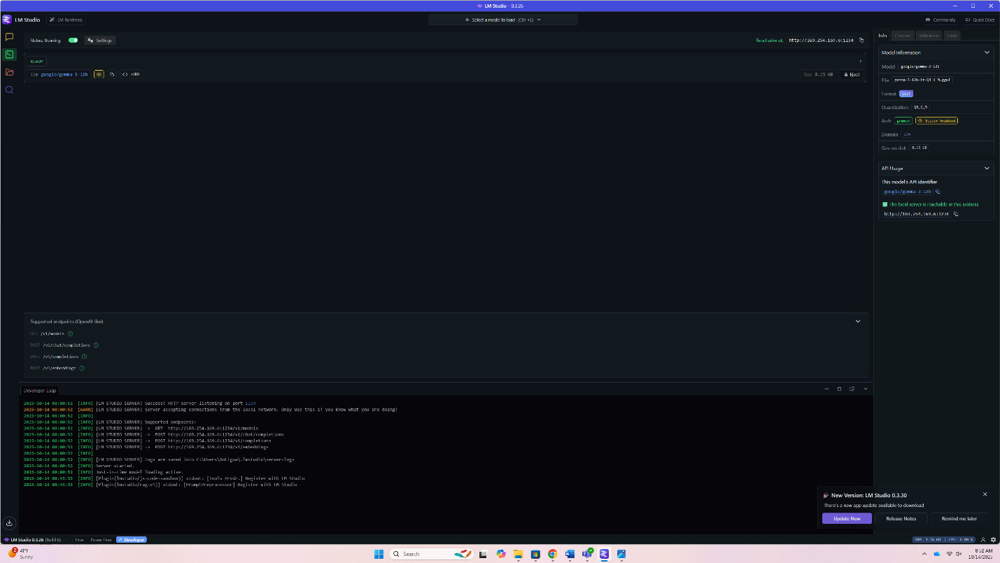 LM Studio - 0.3.26
LM Studio
LM Runtimes
Select a model to load (Ctrl + L)
Community
Quick Docs
Status: Running
Settings
Reachable at: http://169.254.169.6:1234
READY
llm google/gemma-3-12b
cURL
Size 8.15 GB
Eject
Info Context Inference Load
Model Information
Model google/gemma-3-12b
File gemma-3-12b-it-Q4_K_M.gguf
Format GGUF
Quantization Q4_K_M
Arch gemma3 Vision Enabled
Domain llm
Size on disk 8.15 GB
API Usage
This model's API identifier
google/gemma-3-12b
The local server is reachable at this address
http://169.254.169.6:1234
Supported endpoints (OpenAI-like)
GET /v1/models
POST /v1/chat/completions
POST /v1/completions
POST /v1/embeddings
Developer Logs
2025-10-14 08:00:52 [INFO] [LM STUDIO SERVER] Success! HTTP server listening on port 1234
2025-10-14 08:00:52 [WARN] [LM STUDIO SERVER] Server accepting connections from the local network. Only use this if you know what you are doing!
2025-10-14 08:00:52 [INFO]
2025-10-14 08:00:52 [INFO] [LM STUDIO SERVER] Supported endpoints:
2025-10-14 08:00:52 [INFO] [LM STUDIO SERVER] -> GET http://169.254.169.6:1234/v1/models
2025-10-14 08:00:52 [INFO] [LM STUDIO SERVER] -> POST http://169.254.169.6:1234/v1/chat/completions
2025-10-14 08:00:52 [INFO] [LM STUDIO SERVER] -> POST http://169.254.169.6:1234/v1/completions
2025-10-14 08:00:52 [INFO] [LM STUDIO SERVER] -> POST http://169.254.169.6:1234/v1/embeddings
2025-10-14 08:00:52 [INFO]
2025-10-14 08:00:52 [INFO] [LM STUDIO SERVER] Logs are saved into C:\Users\Antigua\.lmstudio\server-logs
2025-10-14 08:00:52 [INFO] Server started.
2025-10-14 08:00:52 [INFO] Just-in-time model loading active.
2025-10-14 08:45:35 [INFO] [Plugin(lmstudio/js-code-sandbox)] stdout: [Tools Prvdr.] Register with LM Studio
2025-10-14 08:45:35 [INFO] [Plugin(lmstudio/rag-v1)] stdout: [PromptPreprocessor] Register with LM Studio
New Version: LM Studio 0.3.30
There's a new app update available to download
Update Now
Release Notes
Remind me later
LM Studio 0.3.26 (Build 6)
User
Power User
Developer
RAM: 1.74 GB | CPU: 0.00 %
2
41°F
Sunny
Search
8:52 AM
10/14/2025